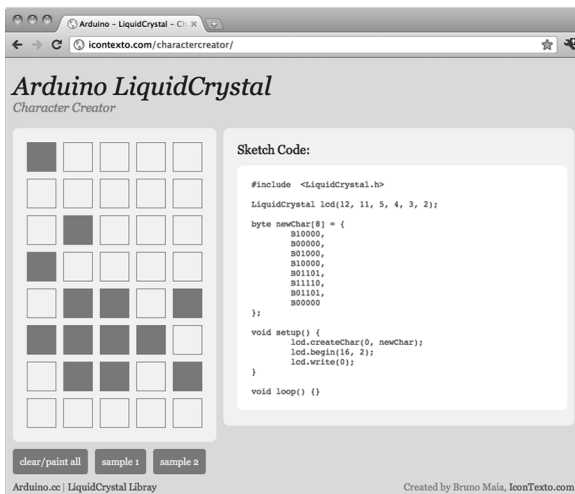 Arduino – LiquidCrystal – Ch
icontexto.com/charactercreator/
Arduino LiquidCrystal
Character Creator
Sketch Code:
#include <LiquidCrystal.h>
LiquidCrystal lcd(12, 11, 5, 4, 3, 2);
byte newChar[8] = {
B10000,
B00000,
B01000,
B10000,
B01101,
B11110,
B01101,
B00000
};
void setup() {
lcd.createChar(0, newChar);
lcd.begin(16, 2);
lcd.write(0);
}
void loop() {}
clear/paint all
sample 1
sample 2
Arduino.cc | LiquidCrystal Libray
Created by Bruno Maia, IconTexto.com